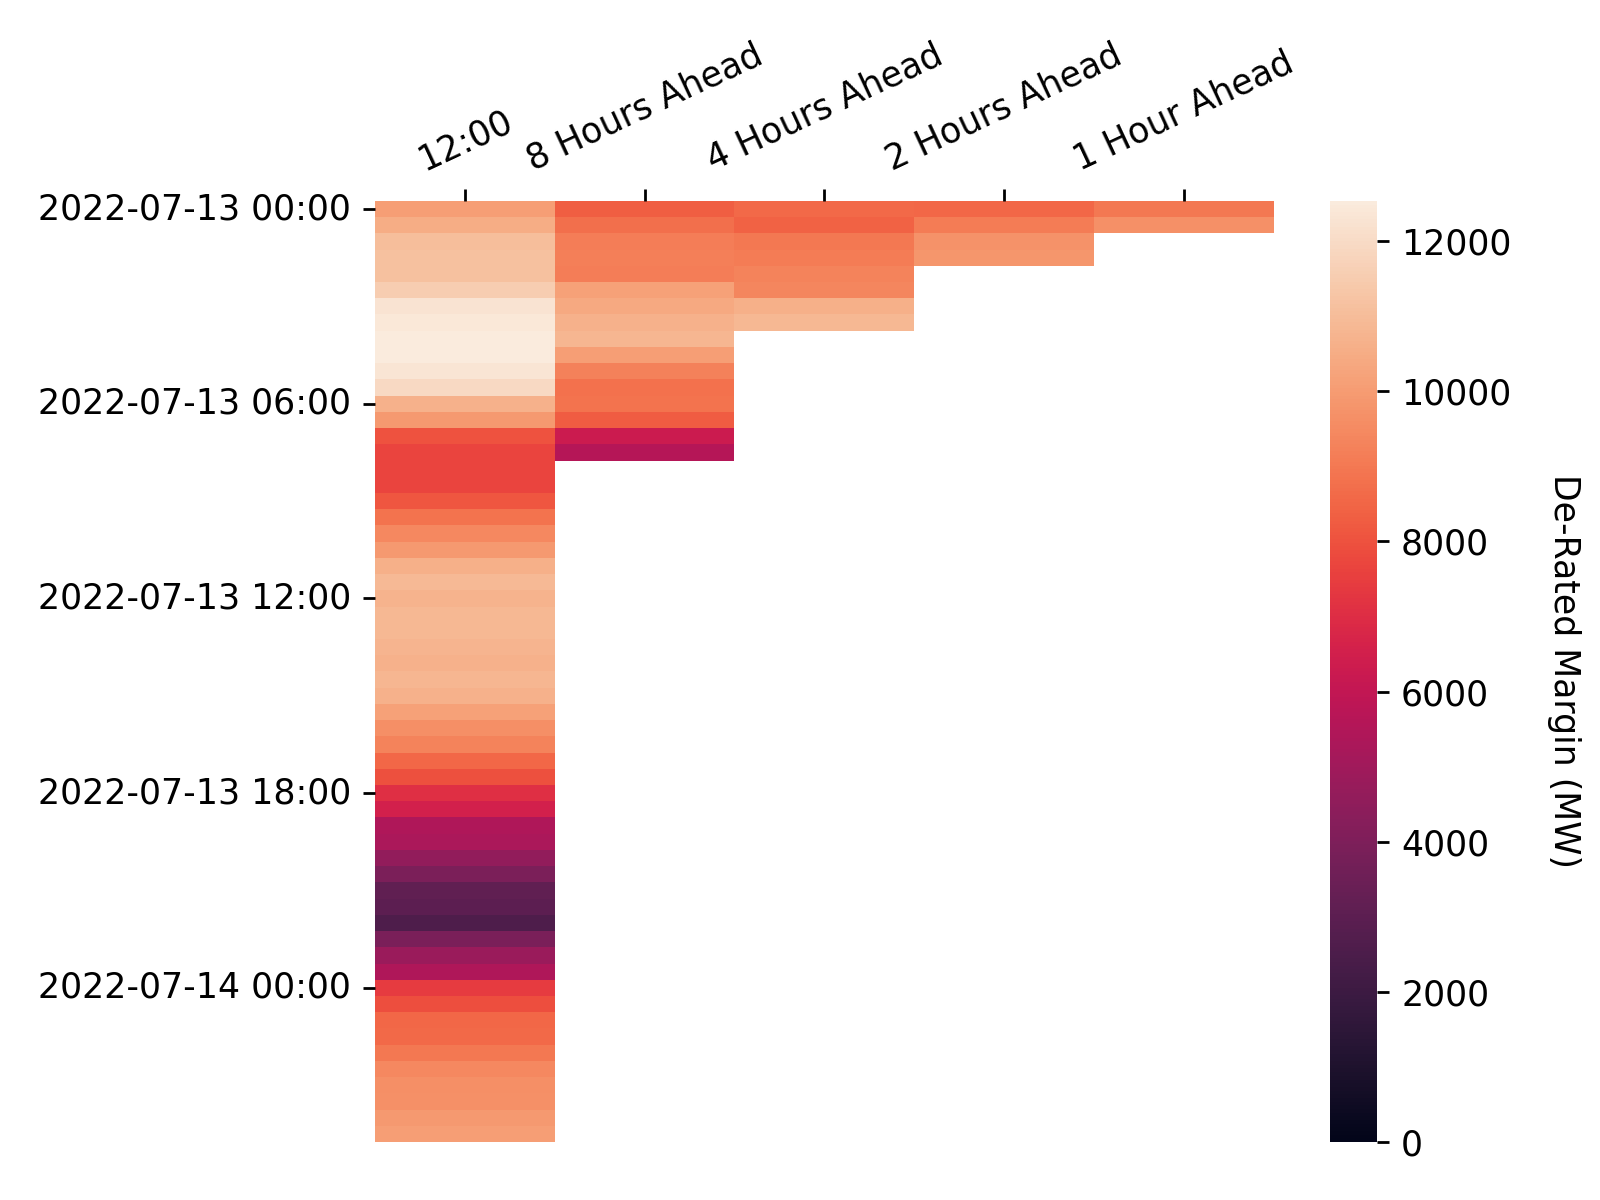 12:00
8 Hours Ahead
4 Hours Ahead
2 Hours Ahead
1 Hour Ahead
2022-07-13 00:00
2022-07-13 06:00
2022-07-13 12:00
2022-07-13 18:00
2022-07-14 00:00
12000
10000
8000
6000
4000
2000
0
De-Rated Margin (MW)